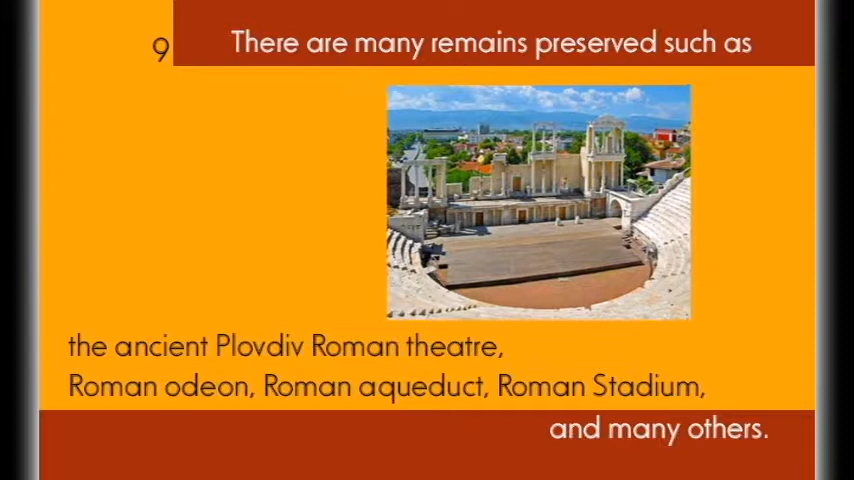 9
There are many remains preserved such as
the ancient Plovdiv Roman theatre,
Roman odeon, Roman aqueduct, Roman Stadium,
and many others.